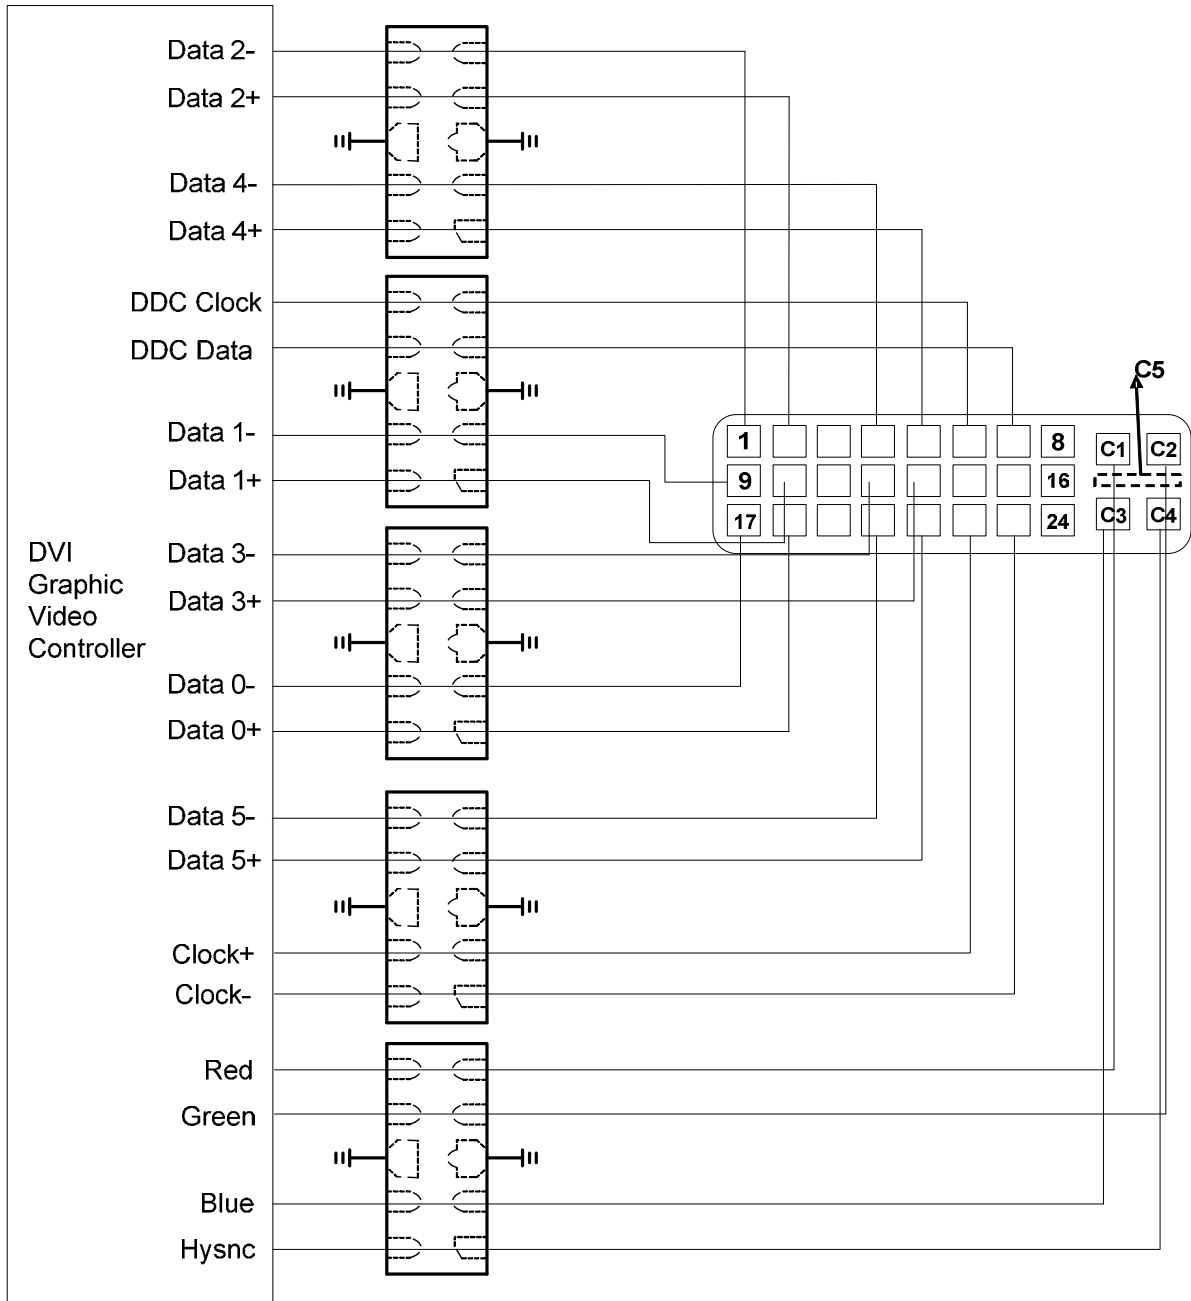 Data 2-
Data 2+
Data 4-
Data 4+
DDC Clock
DDC Data
C5
Data 1-
Data 1+
1
8
C1
C2
9
16
17
24
C3
C4
DVI
Graphic
Video
Controller
Data 3-
Data 3+
Data 0-
Data 0+
Data 5-
Data 5+
Clock+
Clock-
Red
Green
Blue
Hysnc